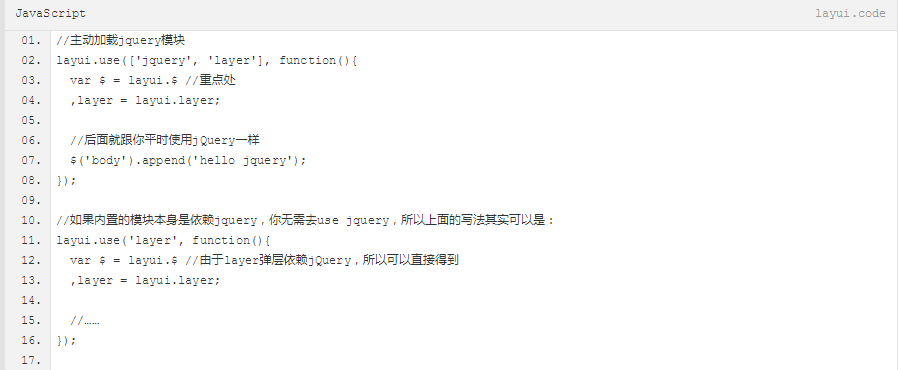 JavaScript layui.code
01. //主动加载jquery模块
02. layui.use(['jquery', 'layer'], function(){
03.   var $ = layui.$ //重点处
04.   ,layer = layui.layer;
05.
06.   //后面就跟你平时使用jQuery一样
07.   $('body').append('hello jquery');
08. });
09.
10. //如果内置的模块本身是依赖jquery，你无需去use jquery，所以上面的写法其实可以是：
11. layui.use('layer', function(){
12.   var $ = layui.$ //由于layer弹层依赖jQuery，所以可以直接得到
13.   ,layer = layui.layer;
14.
15.   //……
16. });
17.